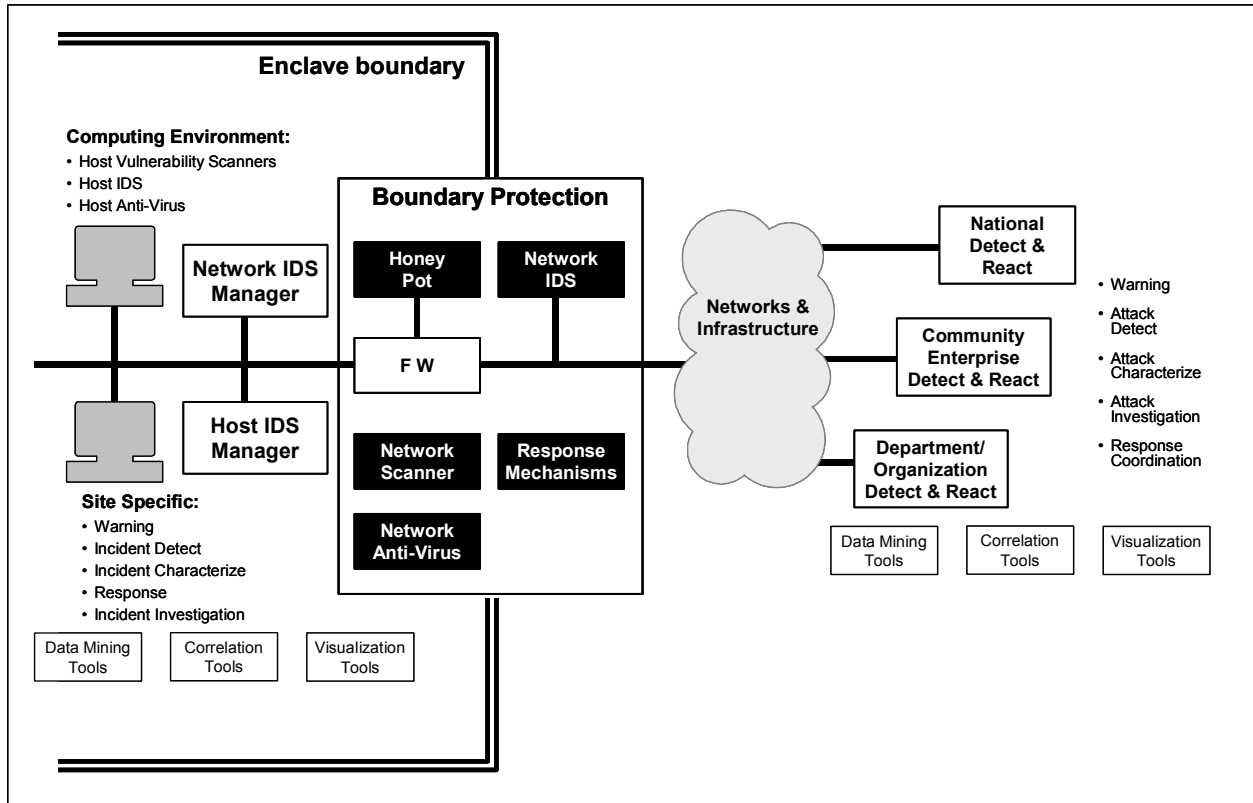 Enclave boundary
Computing Environment:
• Host Vulnerability Scanners
• Host IDS
• Host Anti-Virus
Network IDS
Manager
Host IDS
Manager
Site Specific:
• Warning
• Incident Detect
• Incident Characterize
• Response
• Incident Investigation
Data Mining
Tools
Correlation
Tools
Visualization
Tools
Boundary Protection
Honey
Pot
Network
IDS
F W
Network
Scanner
Response
Mechanisms
Network
Anti-Virus
Networks &
Infrastructure
National
Detect &
React
Community
Enterprise
Detect & React
Department/
Organization
Detect & React
• Warning
• Attack
Detect
• Attack
Characterize
• Attack
Investigation
• Response
Coordination
Data Mining
Tools
Correlation
Tools
Visualization
Tools